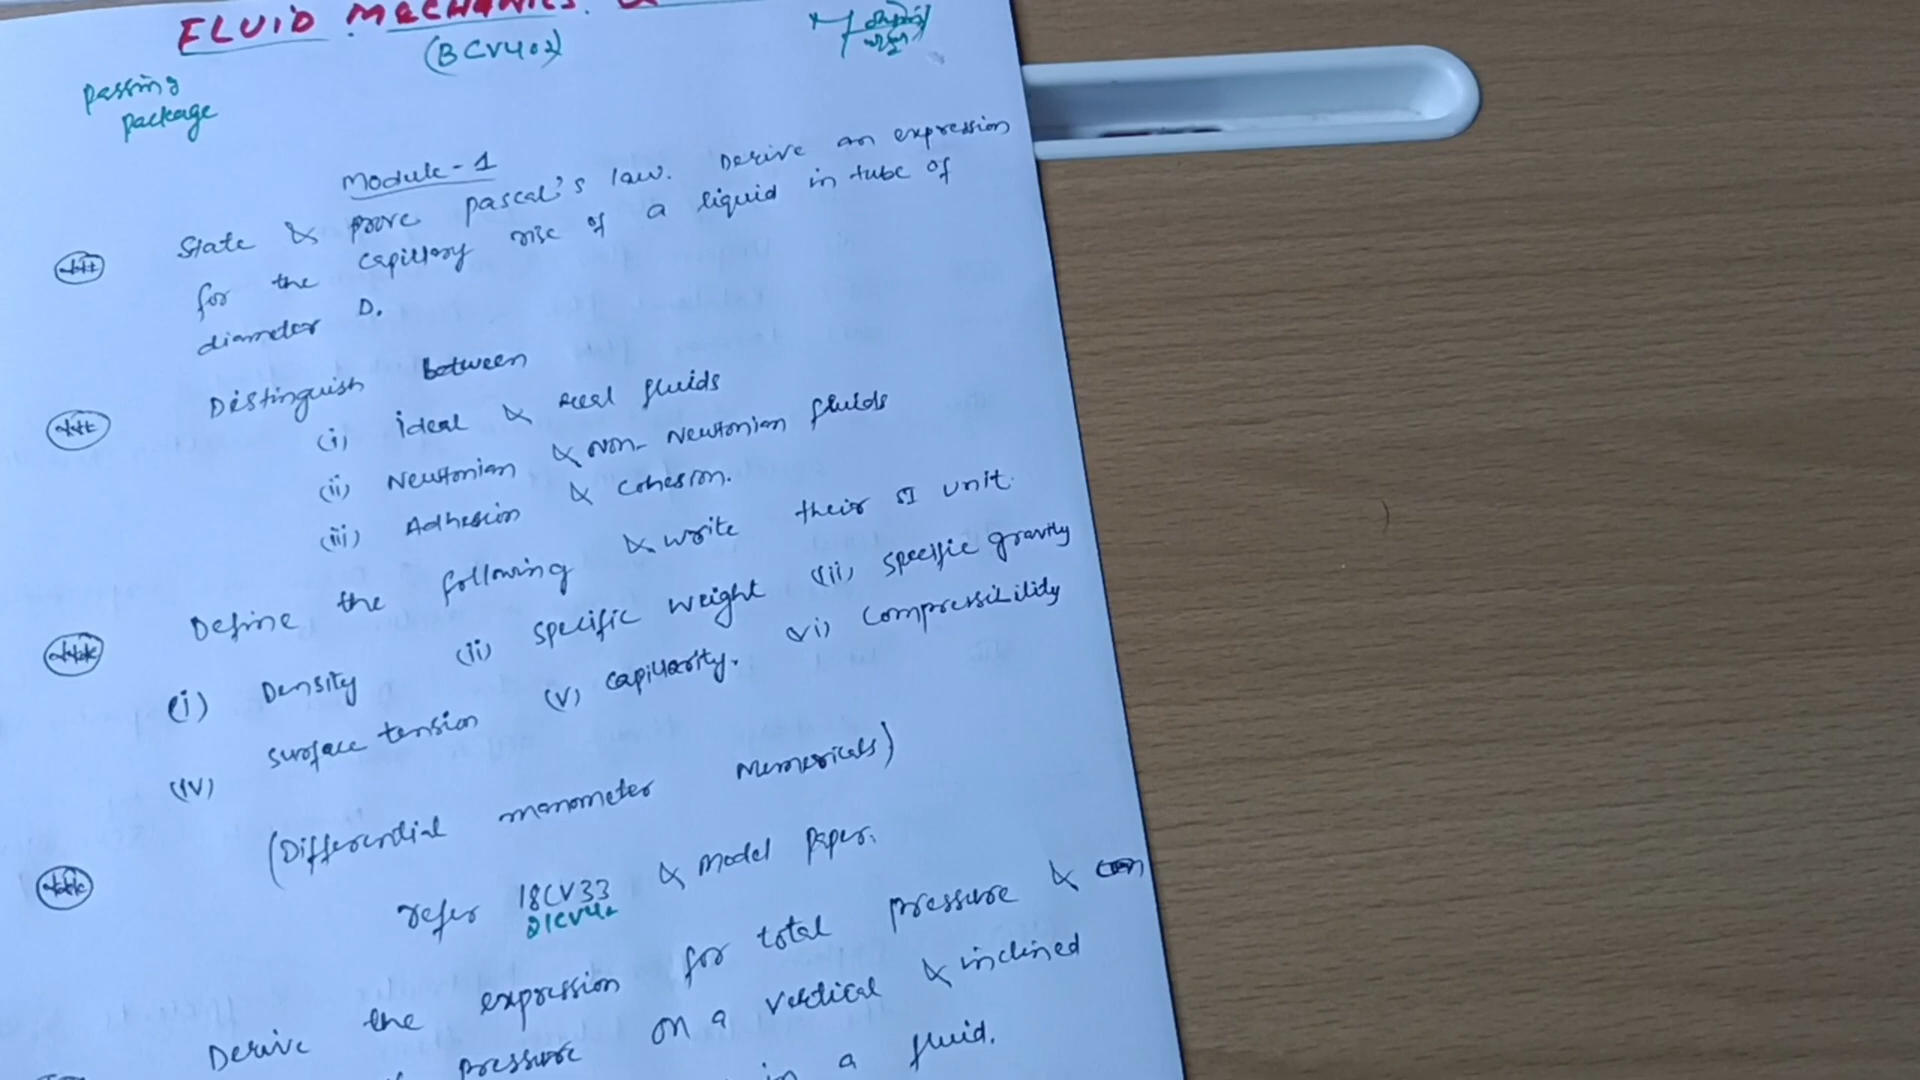 FLUID MECHANICS &
(BCV402)
passing
package
Module-1
State & prove pascal's law. Derive an expression
for the capillary rise of a liquid in tube of
diameter D.
Distinguish between
(i) ideal & real fluids
(ii) Newtonian & Non-Newtonian fluids
(iii) Adhesion & cohesion.
Define the following & write their SI unit.
(i) Density (ii) specific weight (iii) specific gravity
(iv) surface tension (v) capillarity. (vi) compressibility
(Differential manometer Numericals)
refer 18CV33 & Model paper.
21CV42
Derive the expression for total pressure &
pressure on a vertical & inclined
in a fluid.